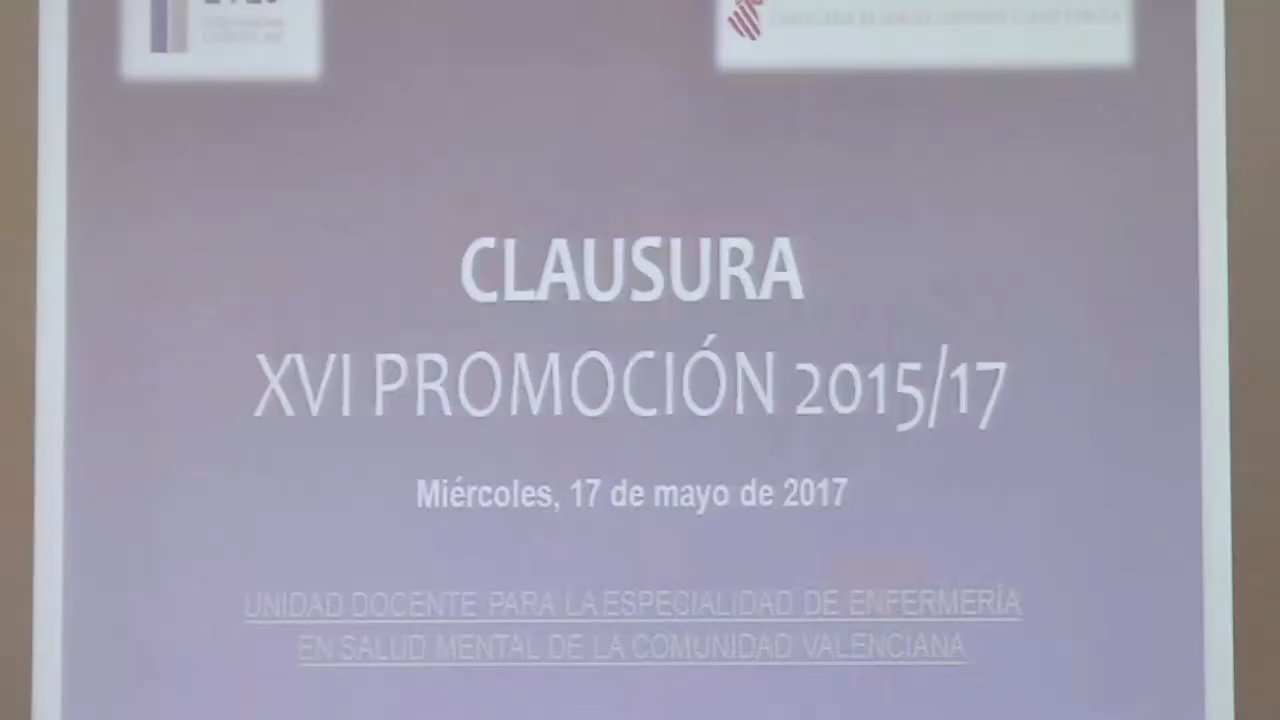 CLAUSURA
XVI PROMOCIÓN 2015/17
Miércoles, 17 de mayo de 2017
UNIDAD DOCENTE PARA LA ESPECIALIDAD DE ENFERMERÍA
EN SALUD MENTAL DE LA COMUNIDAD VALENCIANA